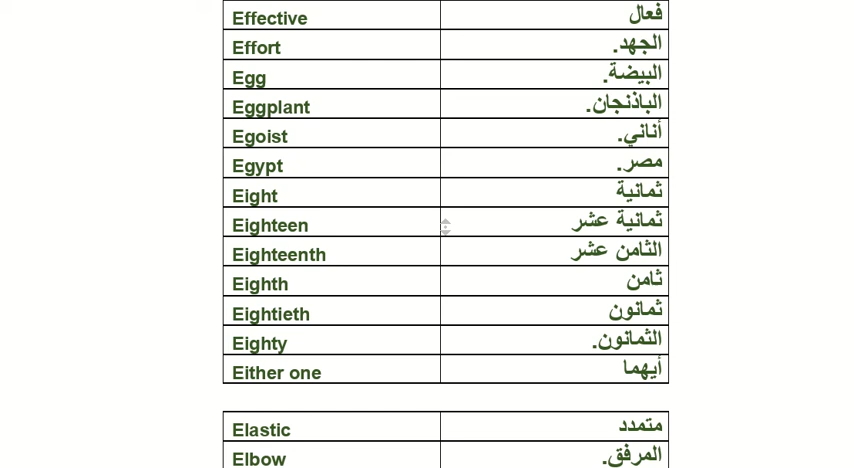 Effective فعال
Effort الجهد.
Egg البيضة.
Eggplant الباذنجان.
Egoist أناني.
Egypt مصر.
Eight ثمانية
Eighteen ثمانية عشر
Eighteenth الثامن عشر
Eighth ثامن
Eightieth ثمانون
Eighty الثمانون.
Either one أيهما
Elastic متمدد
Elbow المرفق.